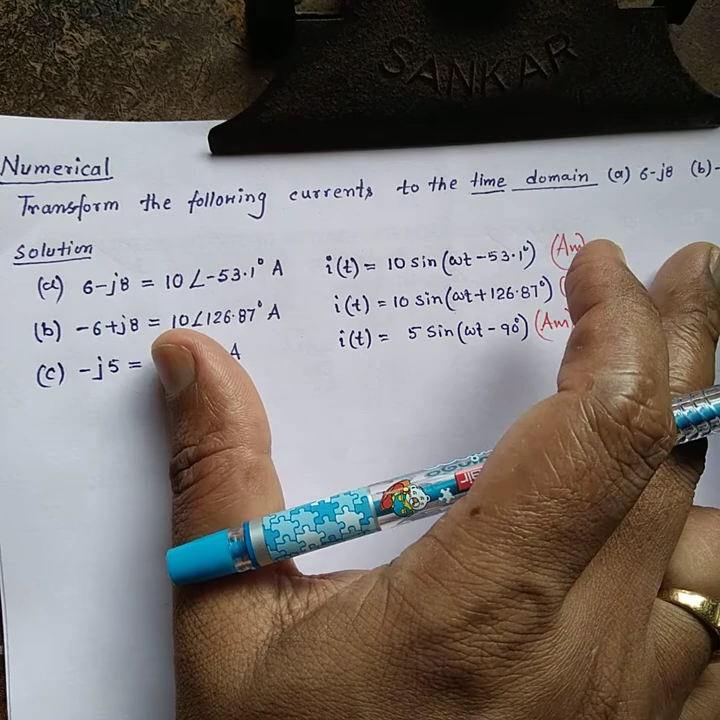 SANKAR
Numerical
Transform the following currents to the time domain (a) 6-j8 (b)-
Solution
(a) 6-j8 = 10∠-53.1° A i(t) = 10 sin(ωt-53.1°) (Am)
(b) -6+j8 = 10∠126.87° A i(t) = 10 sin(ωt+126.87°) (
(c) -j5 = A i(t) = 5 sin(ωt-90°) (Am)